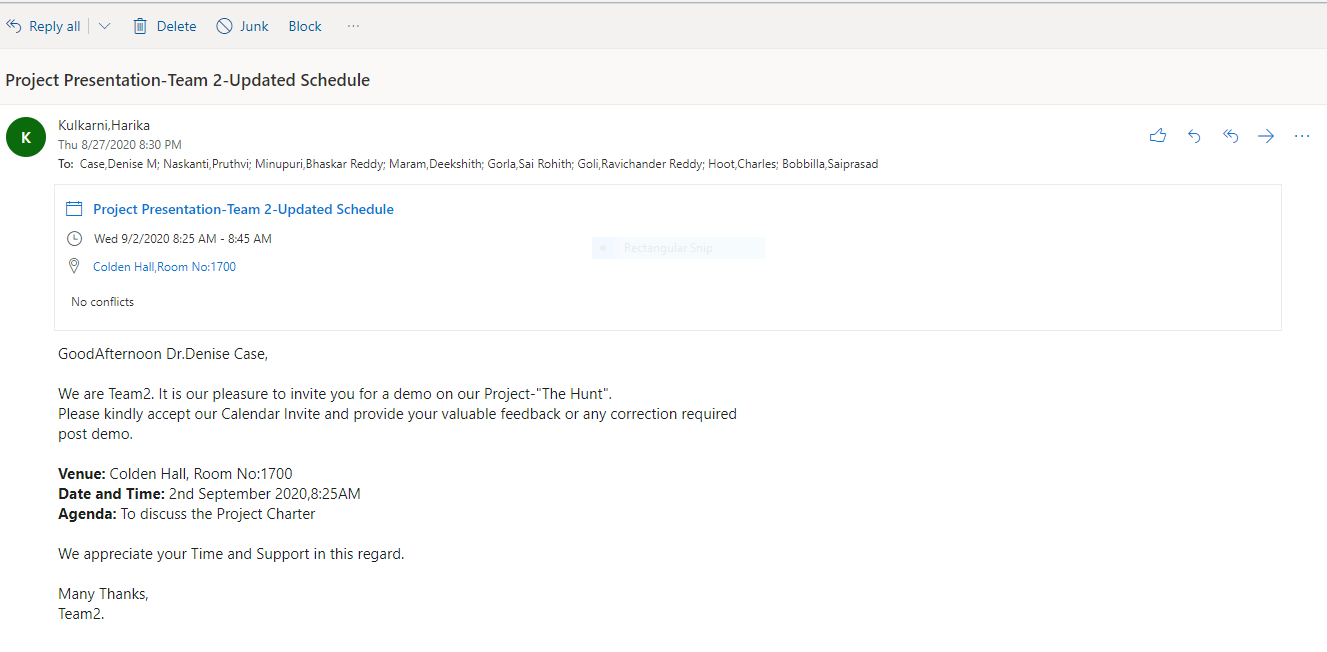 Reply all Delete Junk Block ...
Project Presentation-Team 2-Updated Schedule
K
Kulkarni,Harika
Thu 8/27/2020 8:30 PM
To: Case,Denise M; Naskanti,Pruthvi; Minupuri,Bhaskar Reddy; Maram,Deekshith; Gorla,Sai Rohith; Goli,Ravichander Reddy; Hoot,Charles; Bobbilla,Saiprasad
Project Presentation-Team 2-Updated Schedule
Wed 9/2/2020 8:25 AM - 8:45 AM
Rectangular Snip
Colden Hall,Room No:1700
No conflicts
GoodAfternoon Dr.Denise Case,
We are Team2. It is our pleasure to invite you for a demo on our Project-"The Hunt".
Please kindly accept our Calendar Invite and provide your valuable feedback or any correction required
post demo.
Venue: Colden Hall, Room No:1700
Date and Time: 2nd September 2020,8:25AM
Agenda: To discuss the Project Charter
We appreciate your Time and Support in this regard.
Many Thanks,
Team2.